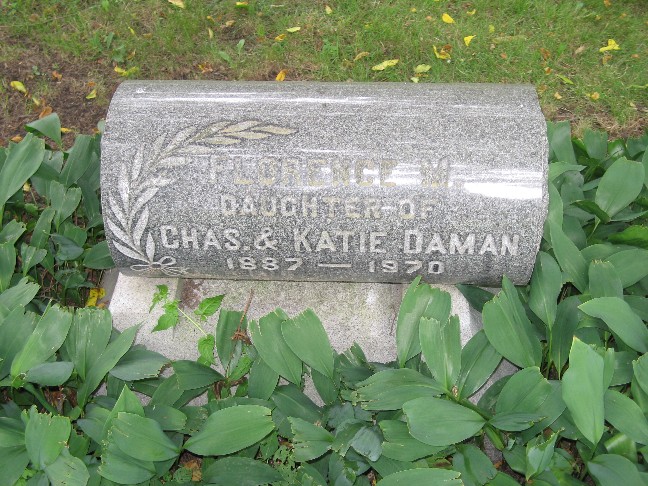 FLORENCE M.
DAUGHTER OF
CHAS. & KATIE DAMAN
1887 — 1970